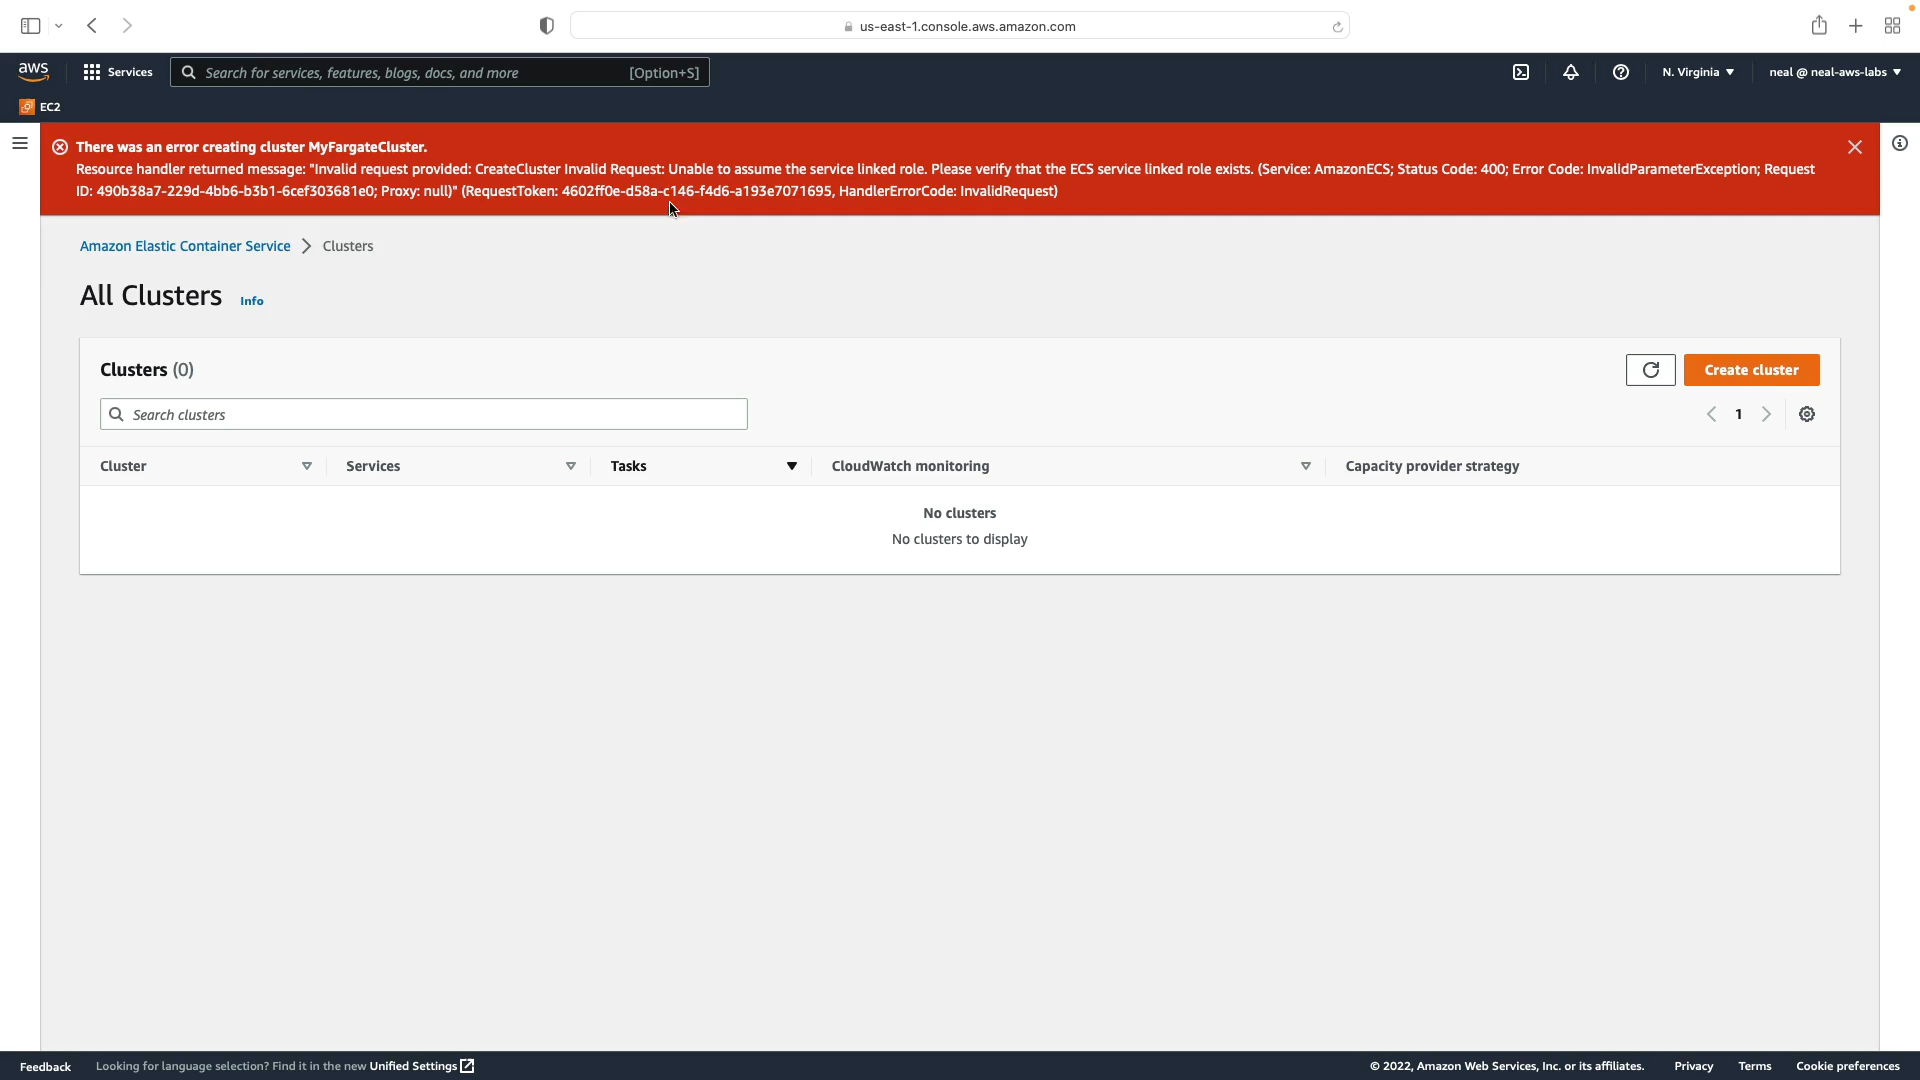 us-east-1.console.aws.amazon.com
aws
Services
Search for services, features, blogs, docs, and more
[Option+S]
N. Virginia
neal @ neal-aws-labs
EC2
There was an error creating cluster MyFargateCluster.
Resource handler returned message: "Invalid request provided: CreateCluster Invalid Request: Unable to assume the service linked role. Please verify that the ECS service linked role exists. (Service: AmazonECS; Status Code: 400; Error Code: InvalidParameterException; Request
ID: 490b38a7-229d-4bb6-b3b1-6cef303681e0; Proxy: null)" (RequestToken: 4602ff0e-d58a-c146-f4d6-a193e7071695, HandlerErrorCode: InvalidRequest)
Amazon Elastic Container Service
Clusters
All Clusters
Info
Clusters (0)
Create cluster
Search clusters
1
Cluster
Services
Tasks
CloudWatch monitoring
Capacity provider strategy
No clusters
No clusters to display
Feedback
Looking for language selection? Find it in the new Unified Settings
© 2022, Amazon Web Services, Inc. or its affiliates.
Privacy
Terms
Cookie preferences